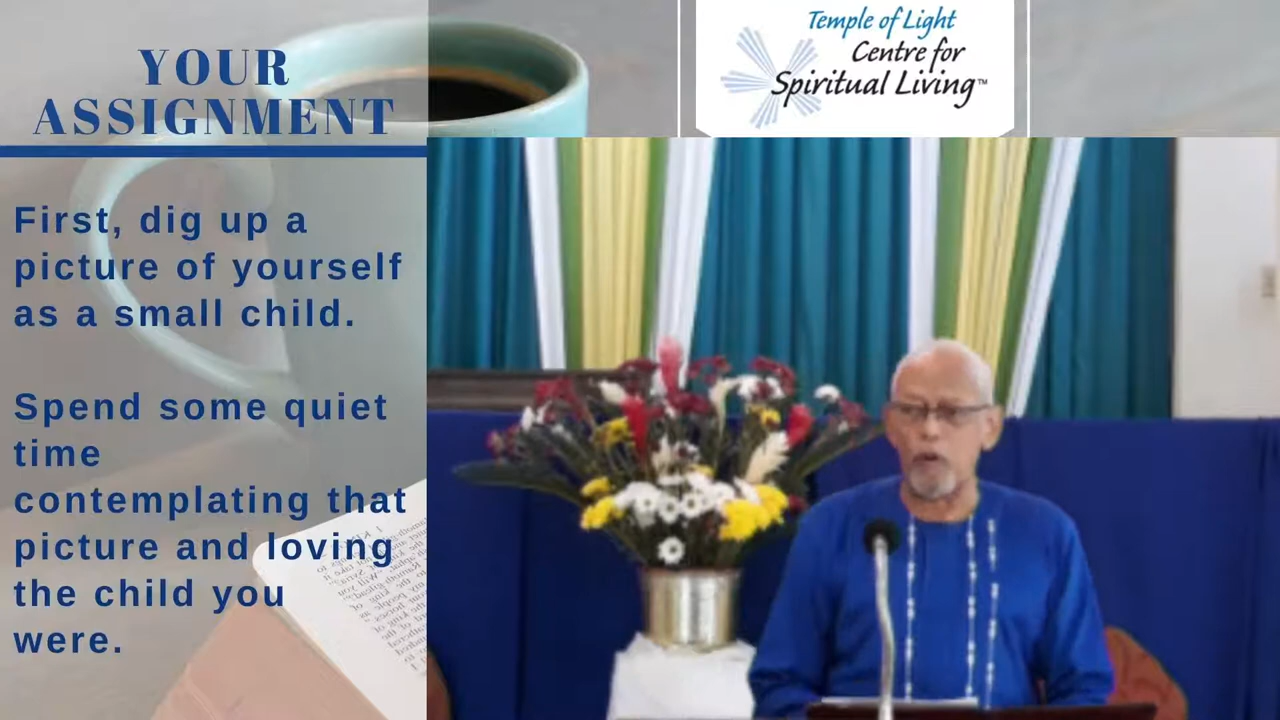 YOUR
ASSIGNMENT
First, dig up a
picture of yourself
as a small child.
Spend some quiet
time
contemplating that
picture and loving
the child you
were.
Temple of Light
Centre for
Spiritual Living™